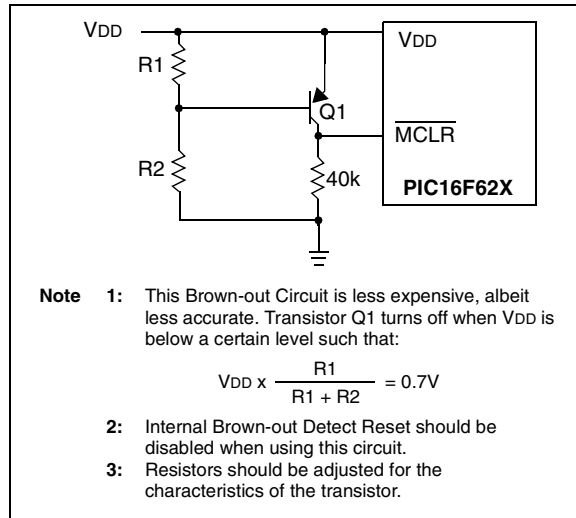 VDD
VDD
R1
Q1
MCLR
R2
40k
PIC16F62X
Note 1: This Brown-out Circuit is less expensive, albeit
less accurate. Transistor Q1 turns off when VDD is
below a certain level such that:
VDD x R1 / R1 + R2 = 0.7V
2: Internal Brown-out Detect Reset should be
disabled when using this circuit.
3: Resistors should be adjusted for the
characteristics of the transistor.